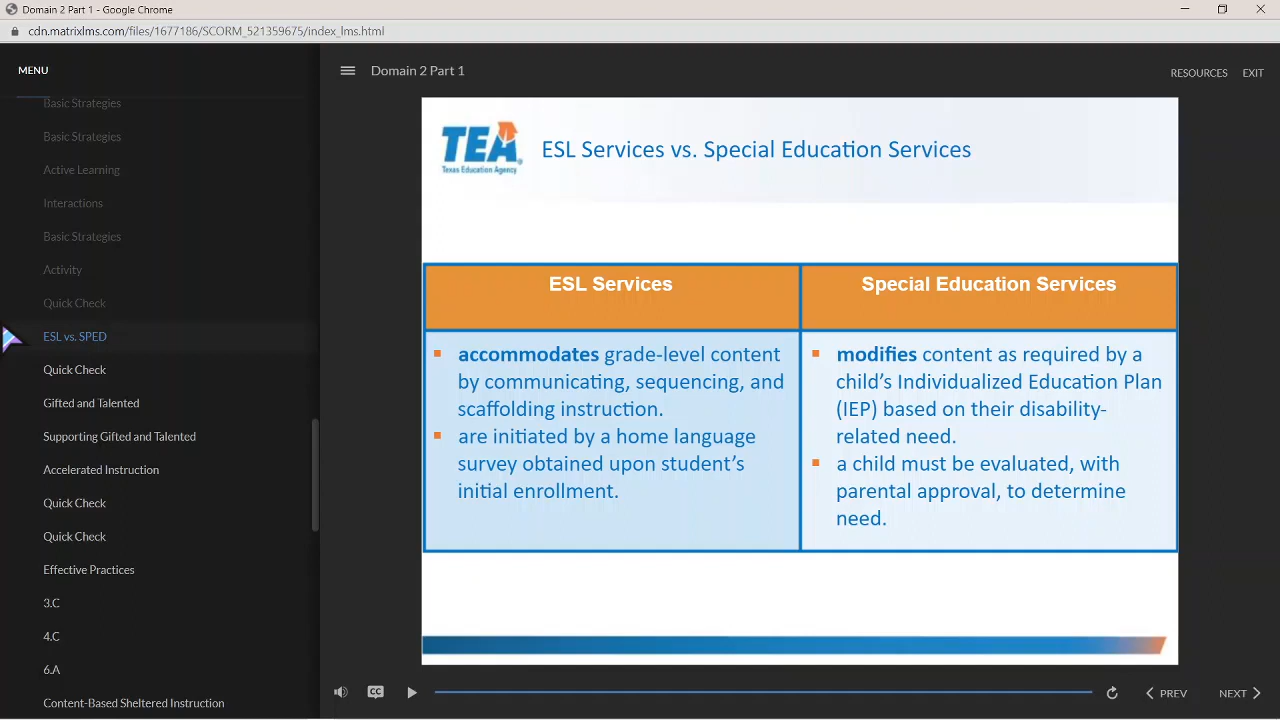 Domain 2 Part 1 - Google Chrome
cdn.matrixlms.com/files/1677186/SCORM_521359675/index_lms.html
MENU
Basic Strategies
Basic Strategies
Active Learning
Interactions
Basic Strategies
Activity
Quick Check
ESL vs. SPED
Quick Check
Gifted and Talented
Supporting Gifted and Talented
Accelerated Instruction
Quick Check
Quick Check
Effective Practices
3.C
4.C
6.A
Content-Based Sheltered Instruction
Domain 2 Part 1
RESOURCES EXIT
TEA
Texas Education Agency
ESL Services vs. Special Education Services
ESL Services
accommodates grade-level content
by communicating, sequencing, and
scaffolding instruction.
are initiated by a home language
survey obtained upon student’s
initial enrollment.
Special Education Services
modifies content as required by a
child’s Individualized Education Plan
(IEP) based on their disability-
related need.
a child must be evaluated, with
parental approval, to determine
need.
CC
PREV NEXT